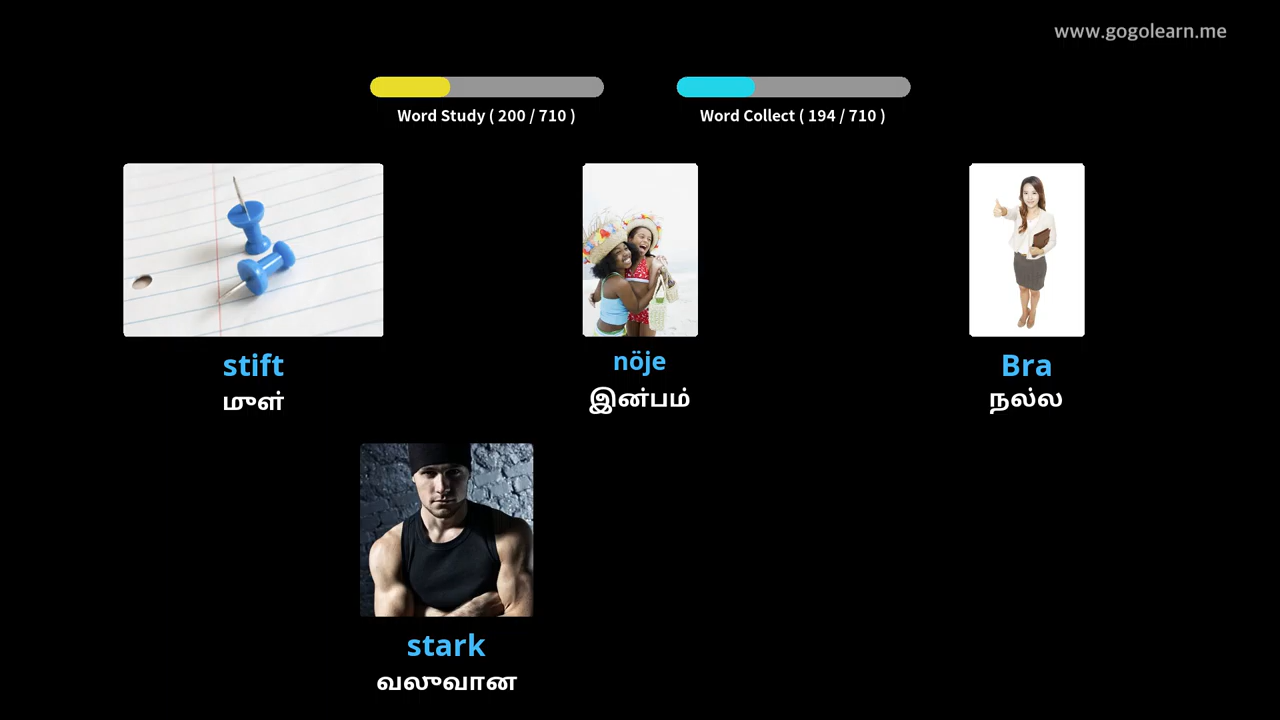 www.gogolearn.me
Word Study ( 200 / 710 )
Word Collect ( 194 / 710 )
stift
முள்
nöje
இன்பம்
Bra
நல்ல
stark
வலுவான